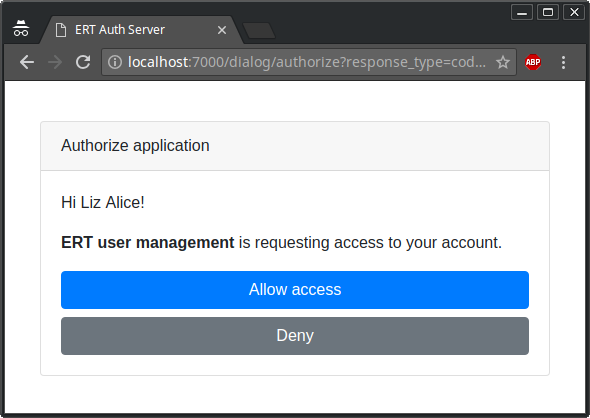 ERT Auth Server
localhost:7000/dialog/authorize?response_type=cod...
ABP
Authorize application
Hi Liz Alice!
ERT user management is requesting access to your account.
Allow access
Deny